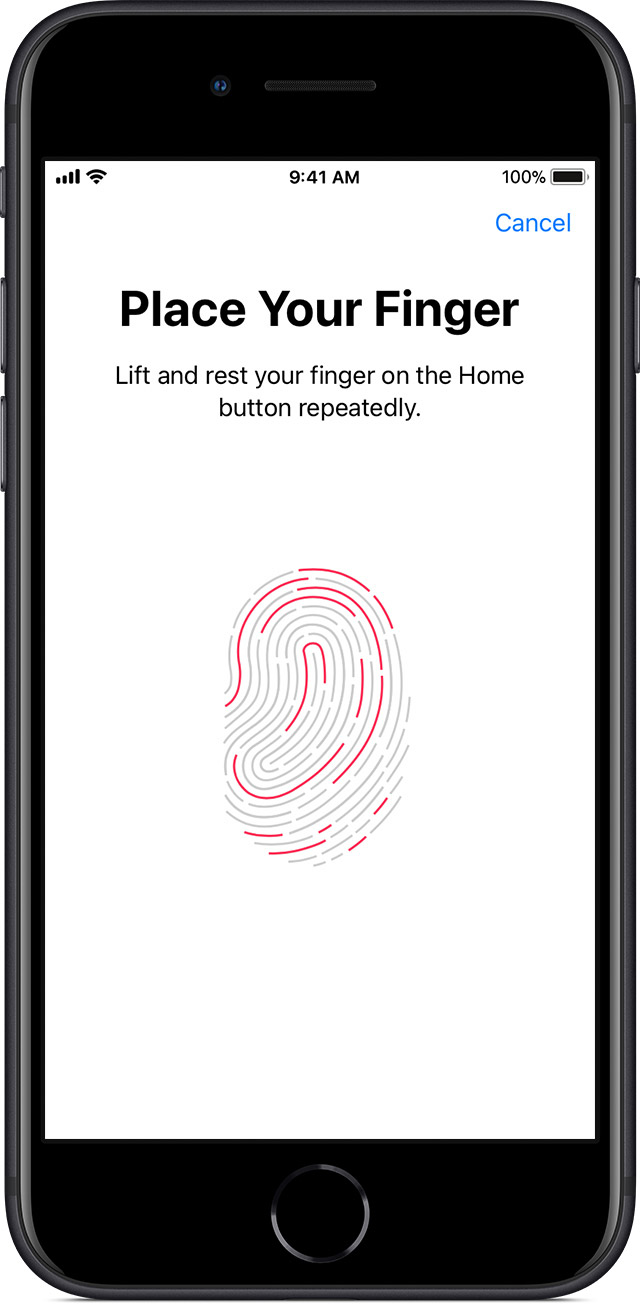 9:41 AM
100%
Cancel
Place Your Finger
Lift and rest your finger on the Home
button repeatedly.